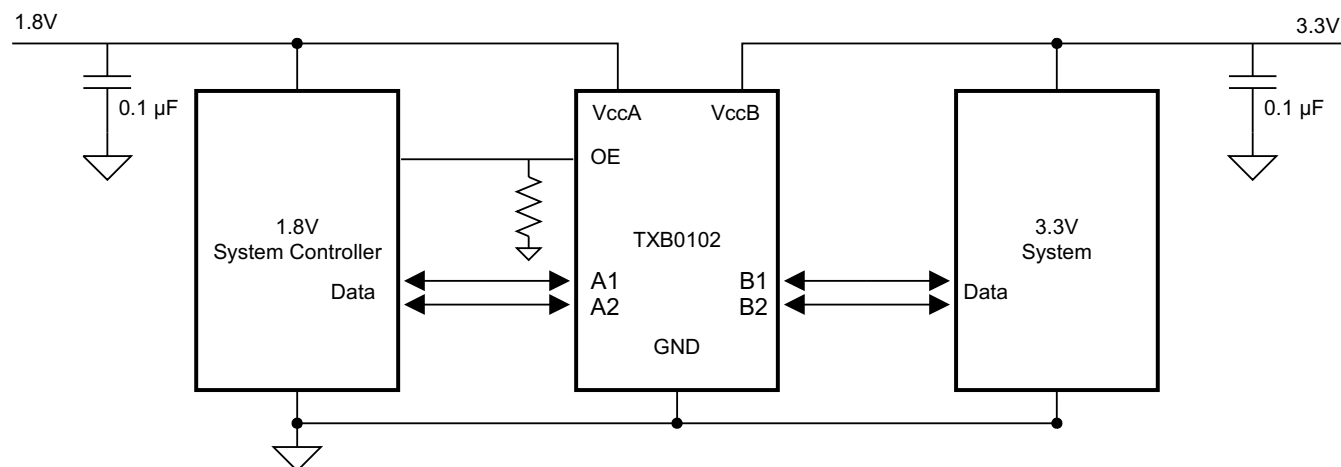 1.8V
3.3V
0.1 µF
0.1 µF
VccA
VccB
OE
1.8V
System Controller
TXB0102
3.3V
System
Data
A1
A2
B1
B2
Data
GND